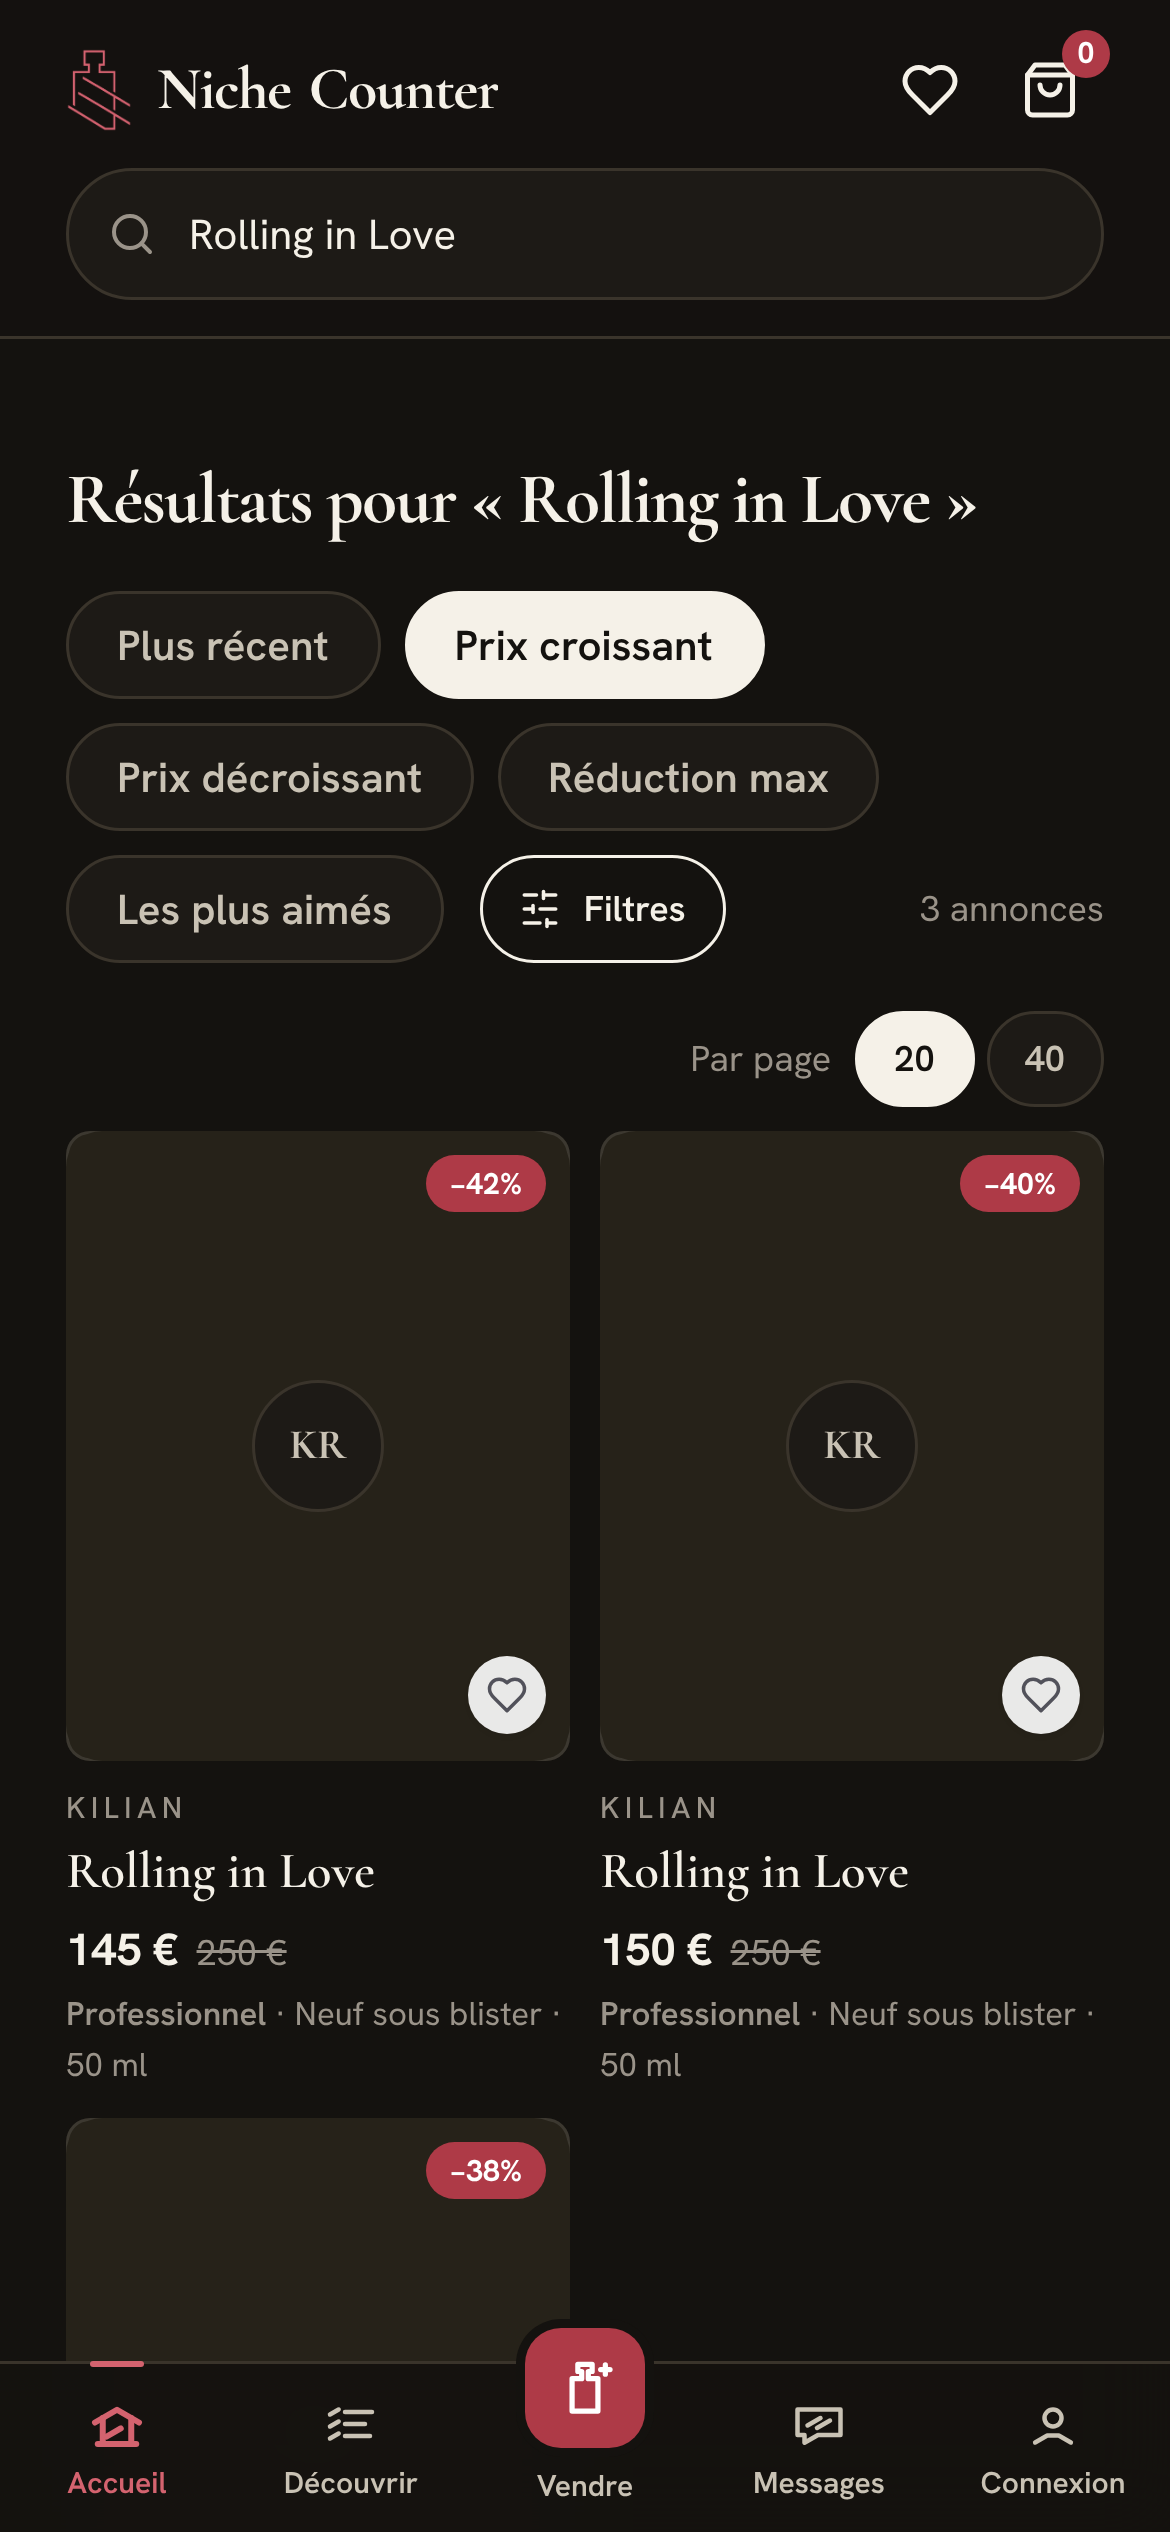 Niche Counter
0
Rolling in Love
Résultats pour « Rolling in Love »
Plus récent
Prix croissant
Prix décroissant
Réduction max
Les plus aimés
Filtres
3 annonces
Par page
20
40
−42%
KR
KILIAN
Rolling in Love
145 € 250 €
Professionnel · Neuf sous blister ·
50 ml
−40%
KR
KILIAN
Rolling in Love
150 € 250 €
Professionnel · Neuf sous blister ·
50 ml
−38%
Accueil
Découvrir
Vendre
Messages
Connexion